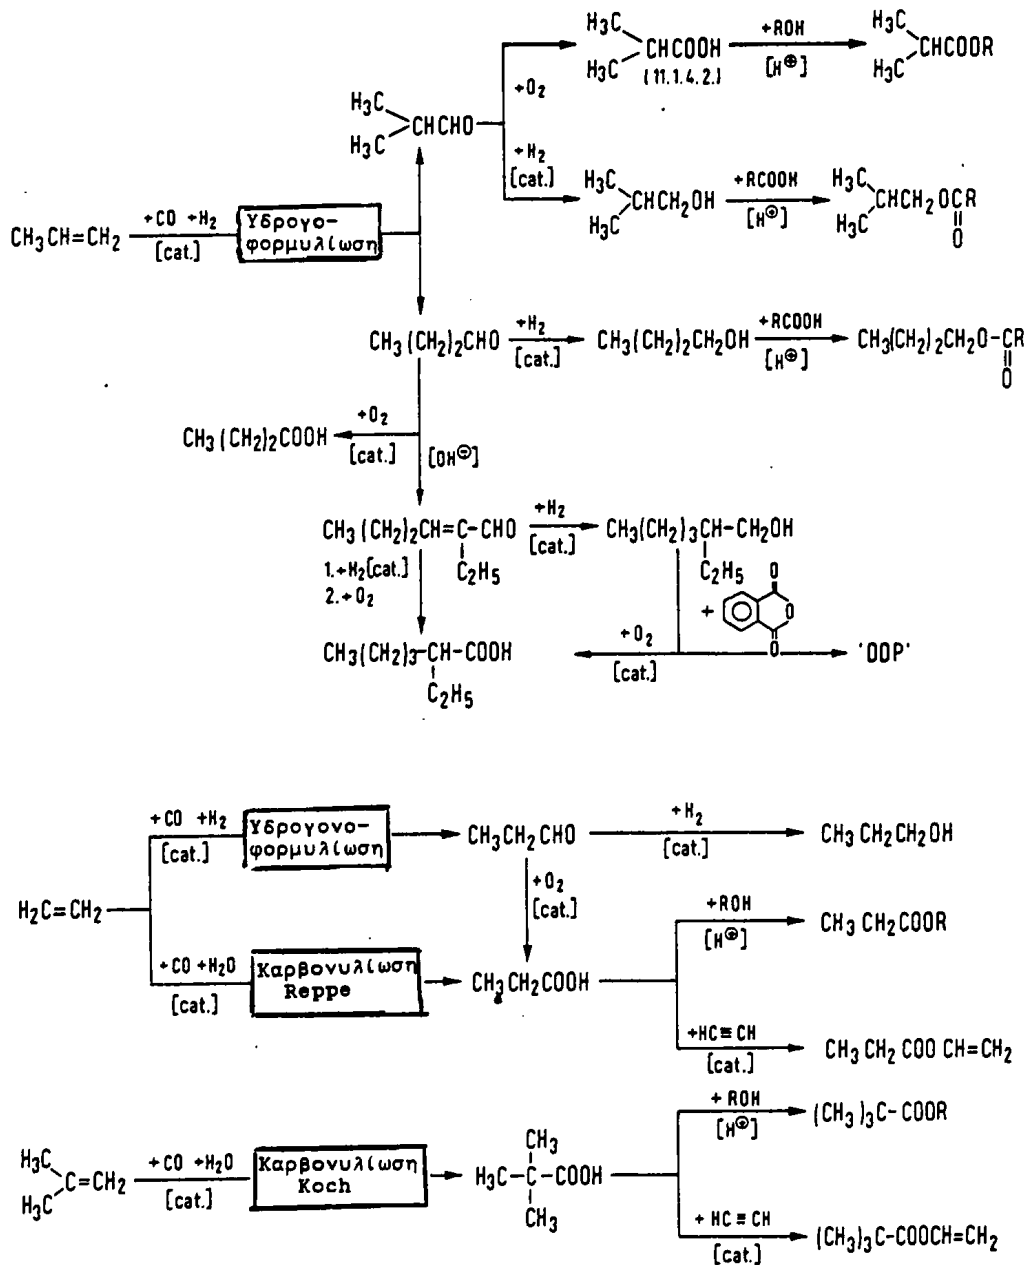 H₃C
H₃C
CHCOOH
(11.1.4.2.)
+ROH
[H⊕]
H₃C
H₃C
CHCOOR
+O₂
H₃C
H₃C
CHCHO
+H₂
[cat.]
H₃C
H₃C
CHCH₂OH
+RCOOH
[H⊕]
H₃C
H₃C
CHCH₂OCR
O
CH₃CH=CH₂
+CO +H₂
[cat.]
Υδρογο-
φορμυλίωση
CH₃(CH₂)₂CHO
+H₂
[cat.]
CH₃(CH₂)₂CH₂OH
+RCOOH
[H⊕]
CH₃(CH₂)₂CH₂O-CR
O
CH₃(CH₂)₂COOH
+O₂
[cat.]
[OH⊖]
CH₃(CH₂)₂CH=C-CHO
C₂H₅
+H₂
[cat.]
CH₃(CH₂)₃CH-CH₂OH
C₂H₅
1.+H₂[cat.]
2.+O₂
+
O
O
O
CH₃(CH₂)₃-CH-COOH
C₂H₅
+O₂
[cat.]
'DOP'
H₂C=CH₂
+CO +H₂
[cat.]
Υδρογονο-
φορμυλίωση
CH₃CH₂CHO
+H₂
[cat.]
CH₃CH₂CH₂OH
+O₂
[cat.]
+CO +H₂O
[cat.]
Καρβονυλίωση
Reppe
CH₃CH₂COOH
+ROH
[H⊕]
CH₃CH₂COOR
+HC≡CH
[cat.]
CH₃CH₂COOCH=CH₂
H₃C
H₃C
C=CH₂
+CO +H₂O
[cat.]
Καρβονυλίωση
Koch
CH₃
H₃C-C-COOH
CH₃
+ROH
[H⊕]
(CH₃)₃C-COOR
+HC≡CH
[cat.]
(CH₃)₃C-COOCH=CH₂